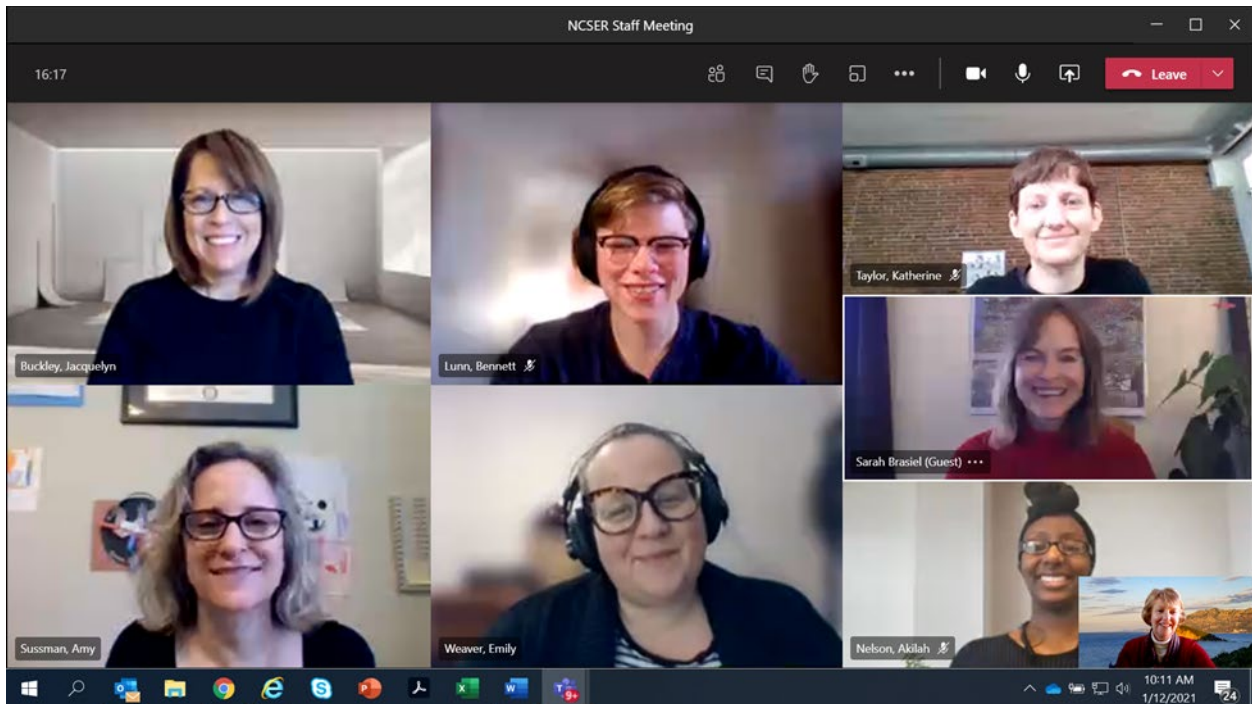 NCSER Staff Meeting
16:17
Leave
Buckley, Jacquelyn
Lunn, Bennett
Taylor, Katherine
Sarah Brasiel (Guest)
Sussman, Amy
Weaver, Emily
Nelson, Akilah
9+
10:11 AM
1/12/2021
24